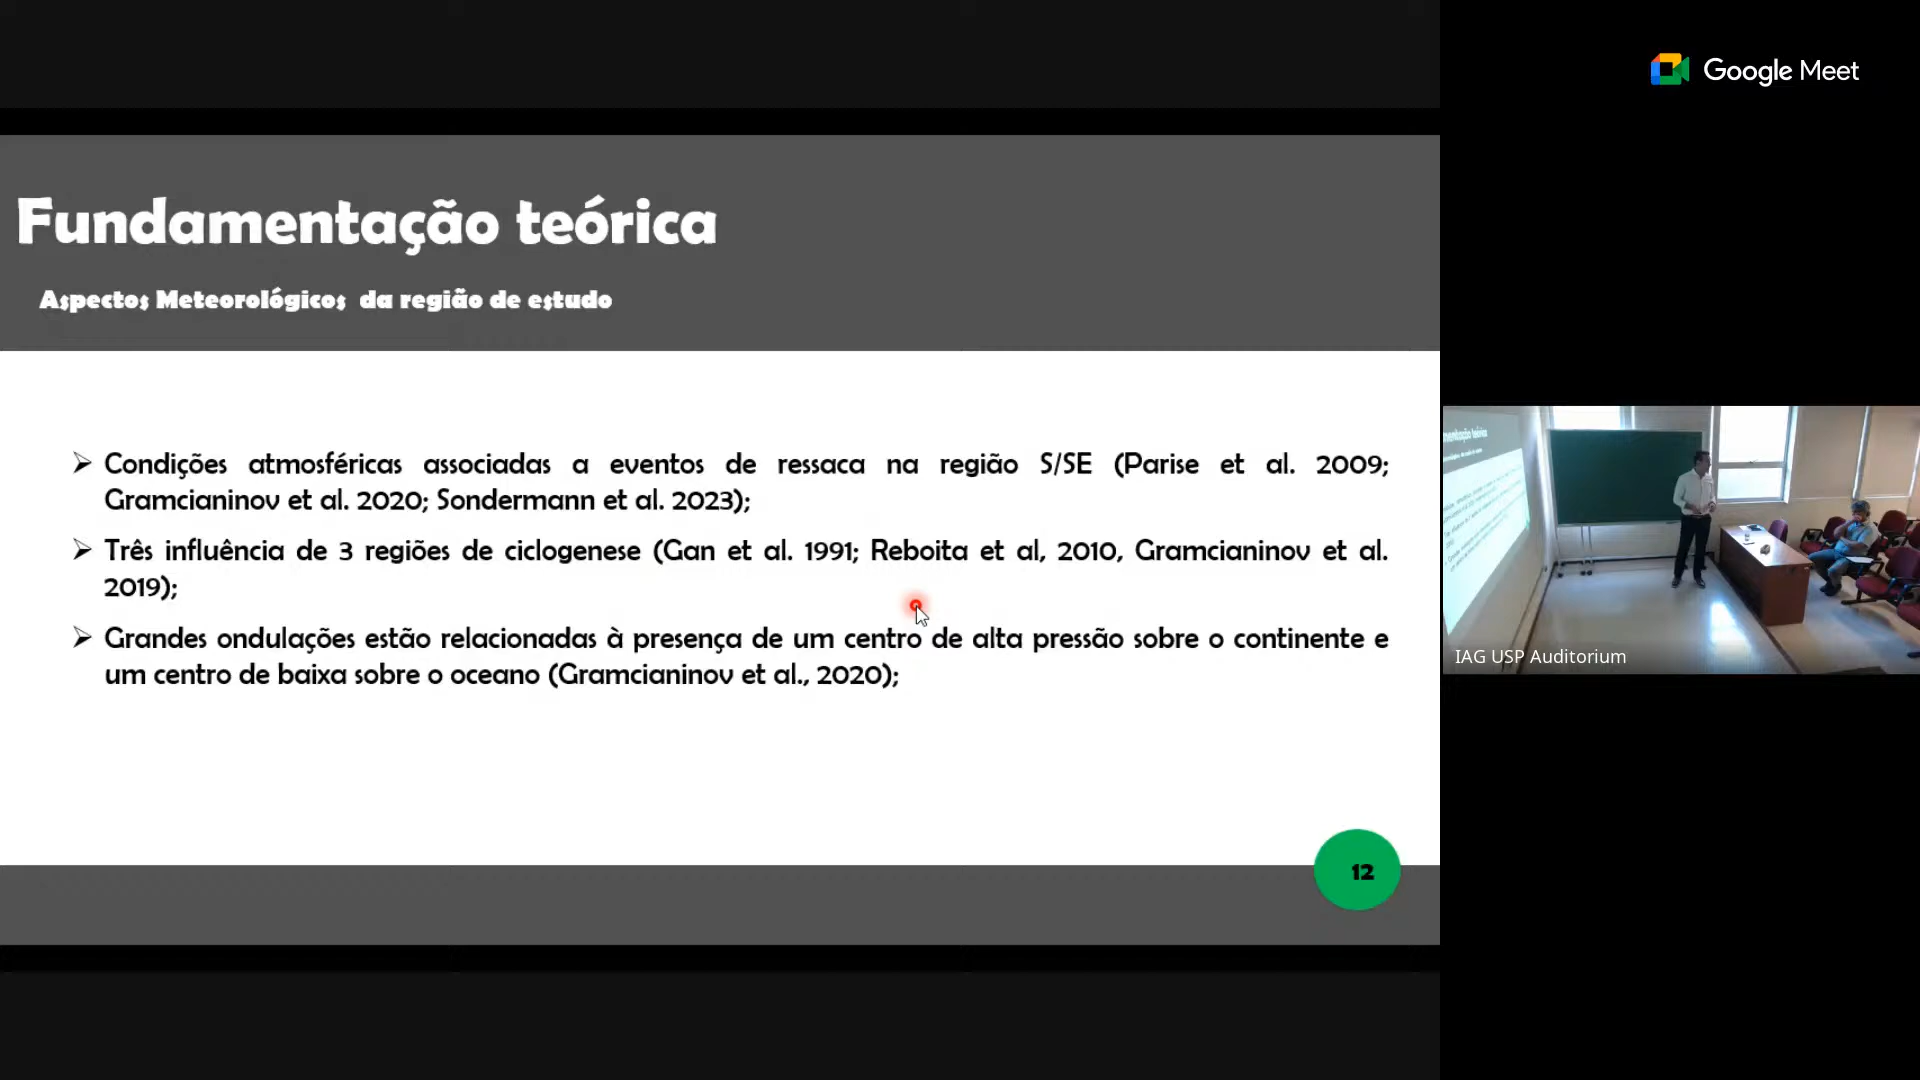 Google Meet
Fundamentação teórica
Aspectos Meteorológicos da região de estudo
➢ Condições atmosféricas associadas a eventos de ressaca na região S/SE (Parise et al. 2009;
Gramcianinov et al. 2020; Sondermann et al. 2023);
➢ Três influência de 3 regiões de ciclogenese (Gan et al. 1991; Reboita et al, 2010, Gramcianinov et al.
2019);
➢ Grandes ondulações estão relacionadas à presença de um centro de alta pressão sobre o continente e
um centro de baixa sobre o oceano (Gramcianinov et al., 2020);
12
IAG USP Auditorium